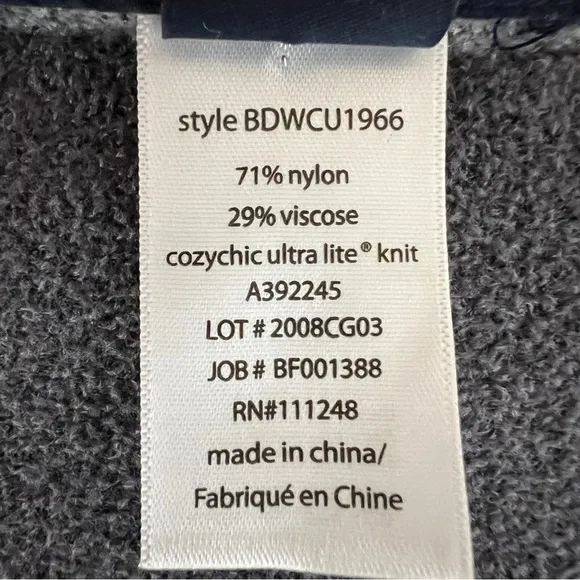 style BDWCU1966
71% nylon
29% viscose
cozychic ultra lite® knit
A392245
LOT # 2008CG03
JOB # BF001388
RN#111248
made in china/
Fabriqué en Chine